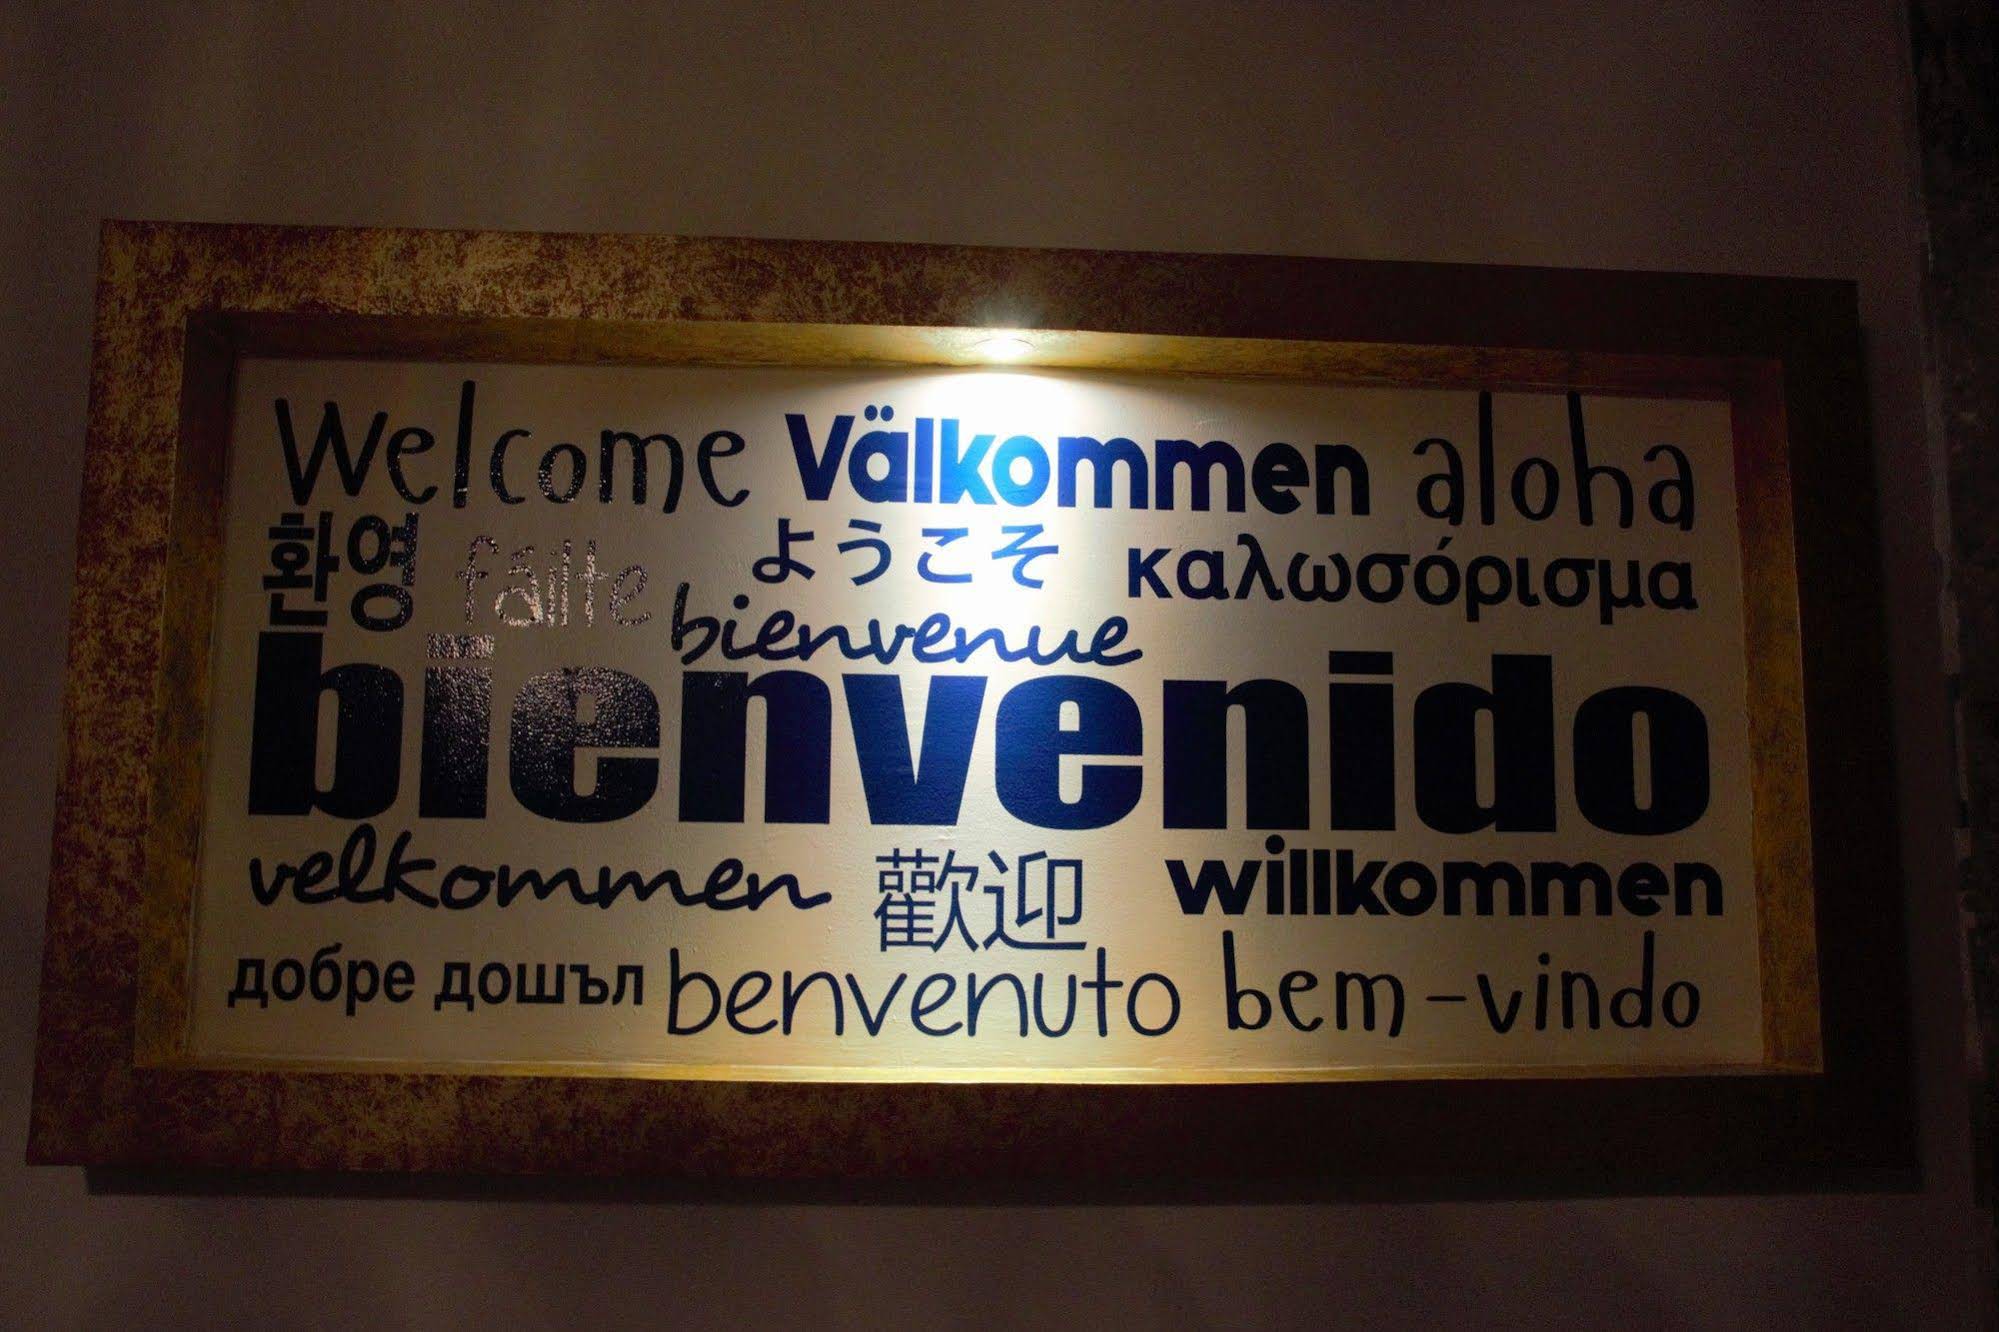 Welcome Välkommen aloha
환영 fáilte ようこそ καλωσόρισμα
bienvenue
bienvenido
velkommen 歡迎 willkommen
добре дошъл benvenuto bem-vindo